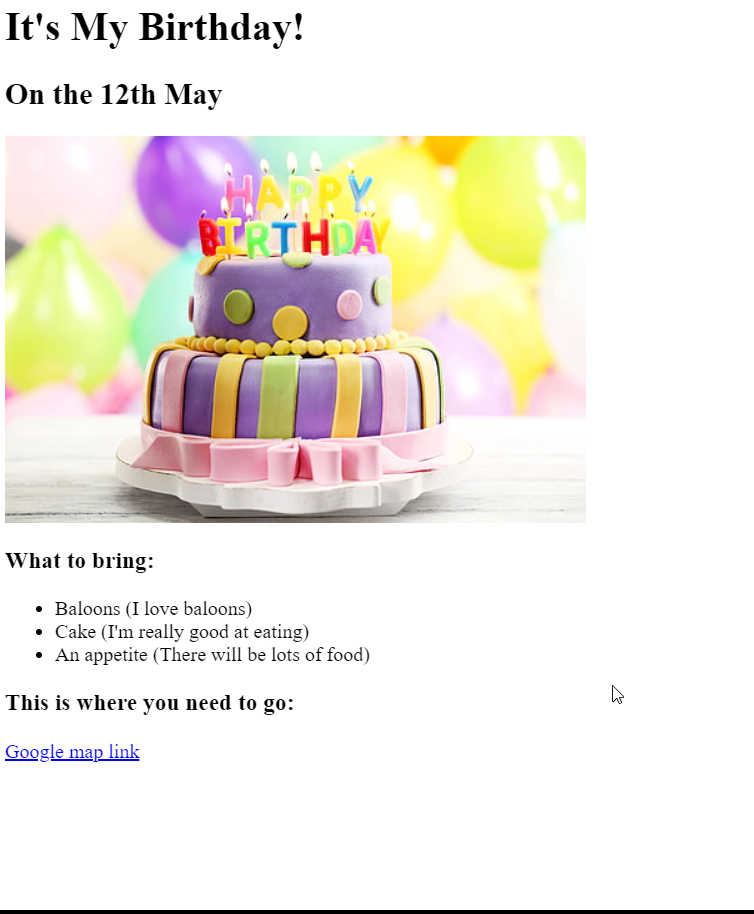 It's My Birthday!
On the 12th May
HAPPY
BIRTHDAY
What to bring:
Baloons (I love baloons)
Cake (I'm really good at eating)
An appetite (There will be lots of food)
This is where you need to go:
Google map link